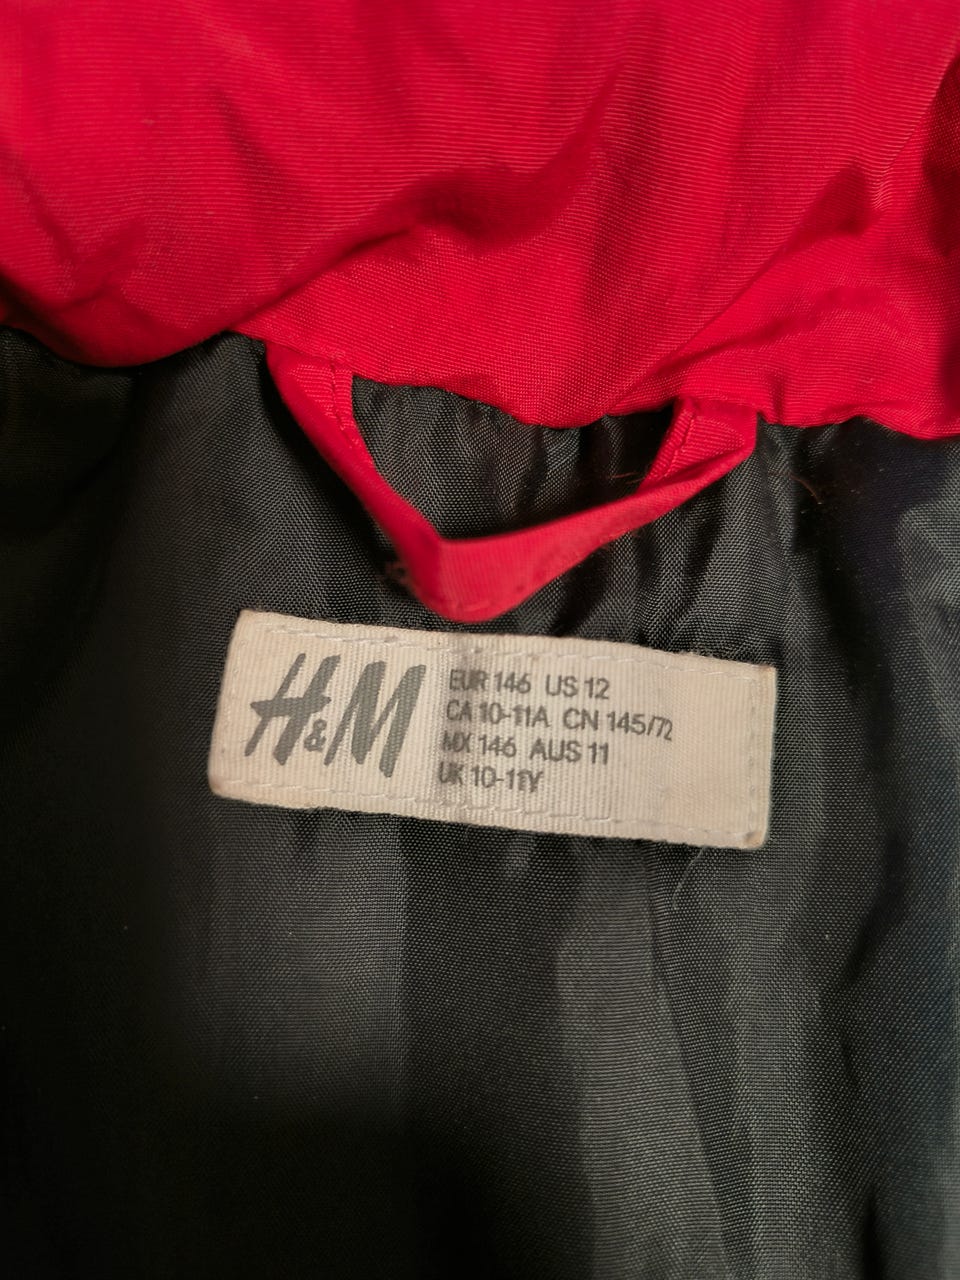 H&M
EUR 146 US 12
CA 10-11A CN 145/72
MX 146 AUS 11
UK 10-11Y